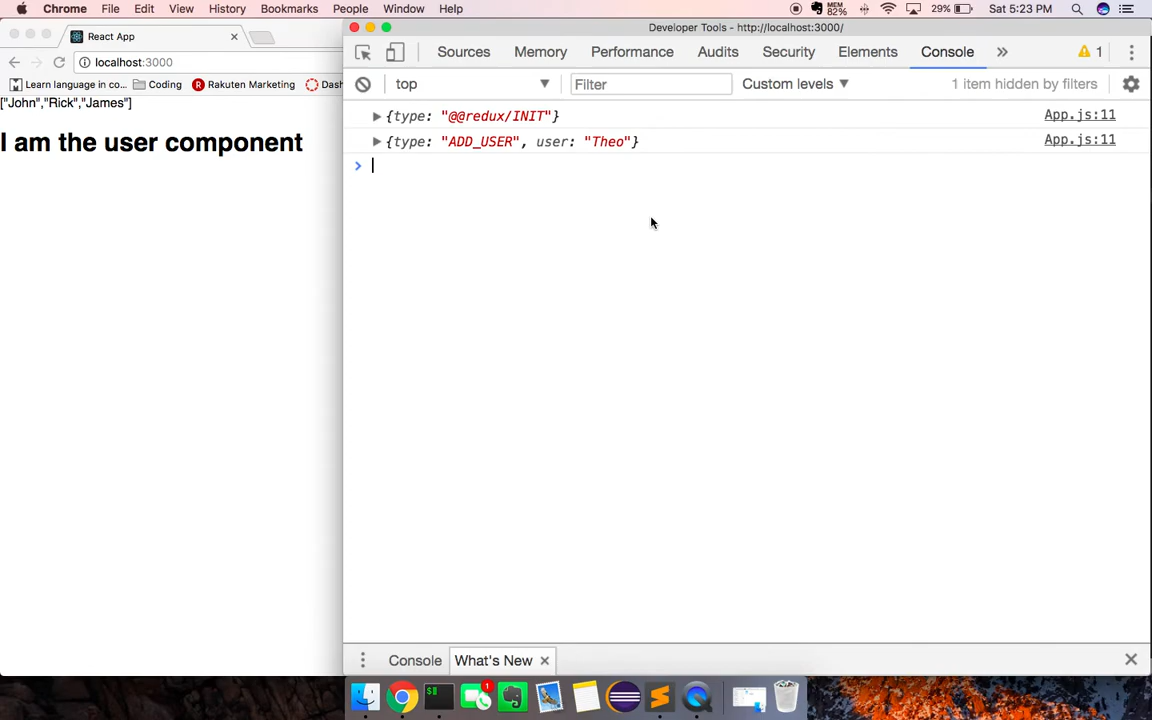 Chrome File Edit View History Bookmarks People Window Help MEM 82% 29% Sat 5:23 PM
React App
localhost:3000
Learn language in co... Coding Rakuten Marketing Dash
["John","Rick","James"]
I am the user component
Developer Tools - http://localhost:3000/
Sources Memory Performance Audits Security Elements Console » 1
top Filter Custom levels 1 item hidden by filters
{type: "@@redux/INIT"} App.js:11
{type: "ADD_USER", user: "Theo"} App.js:11
Console What's New
$
1